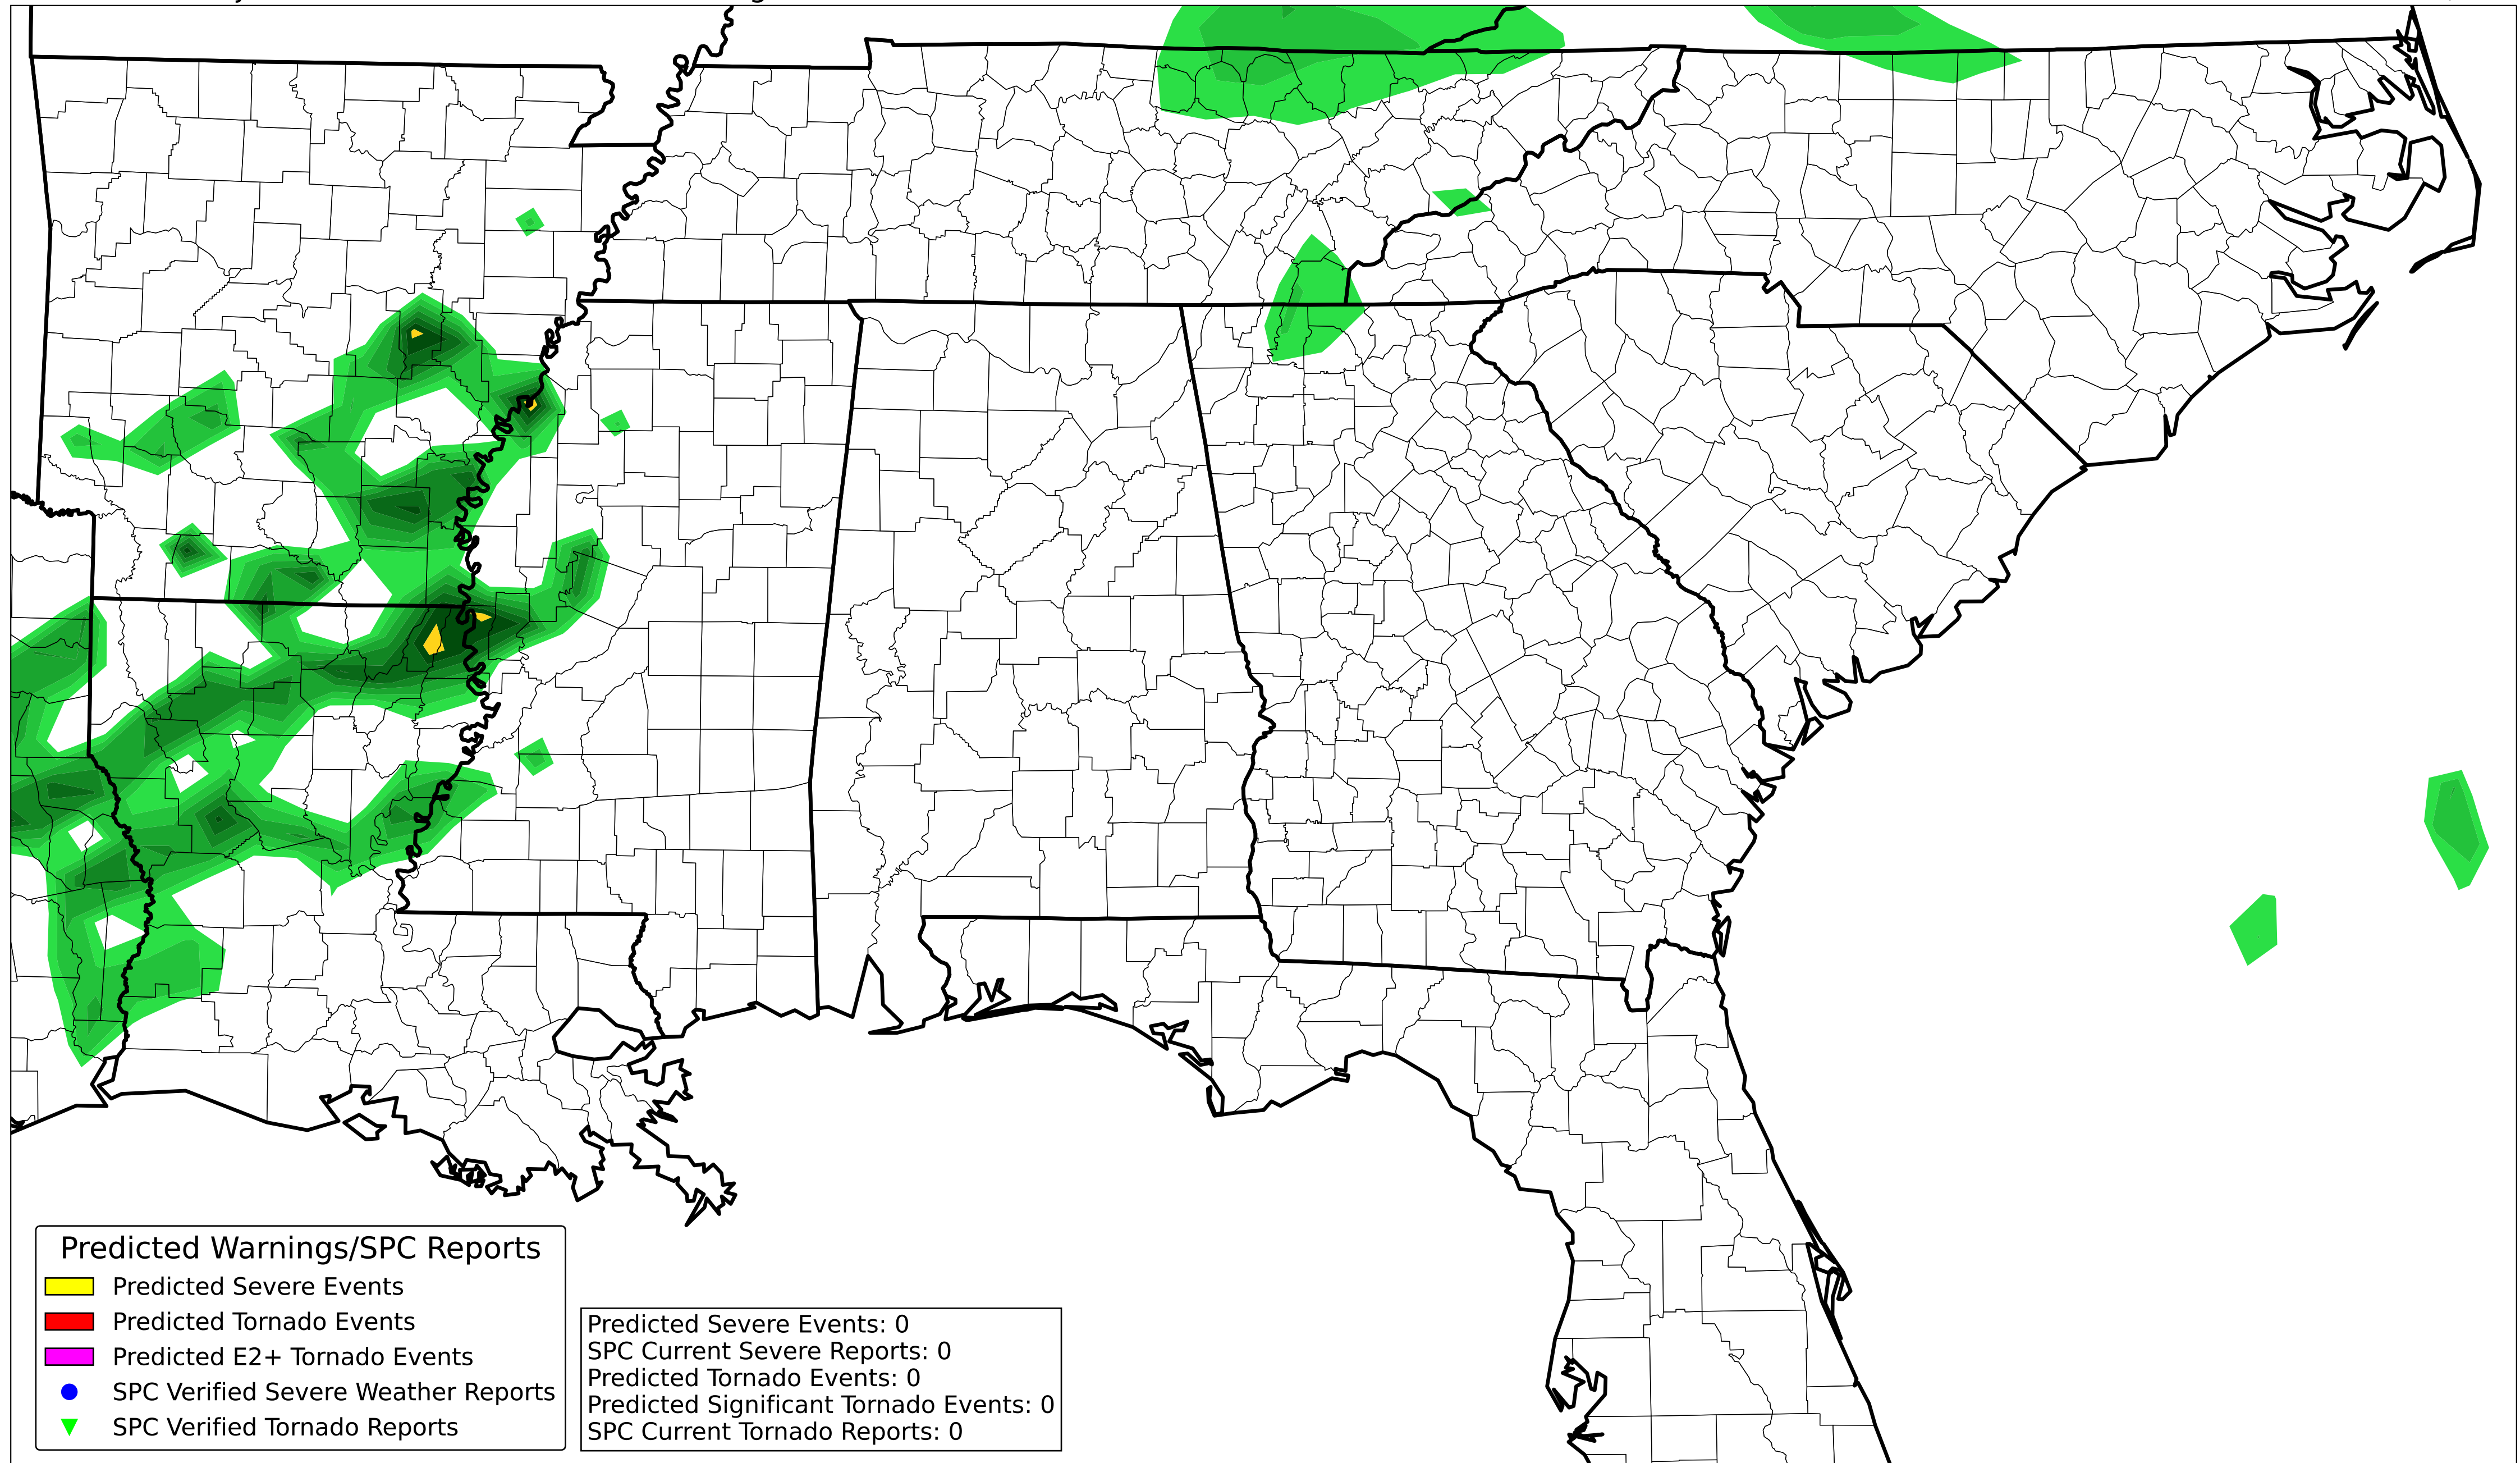 Predicted Warnings/SPC Reports
Predicted Severe Events
Predicted Tornado Events
Predicted E2+ Tornado Events
SPC Verified Severe Weather Reports
SPC Verified Tornado Reports
Predicted Severe Events: 0
SPC Current Severe Reports: 0
Predicted Tornado Events: 0
Predicted Significant Tornado Events: 0
SPC Current Tornado Reports: 0